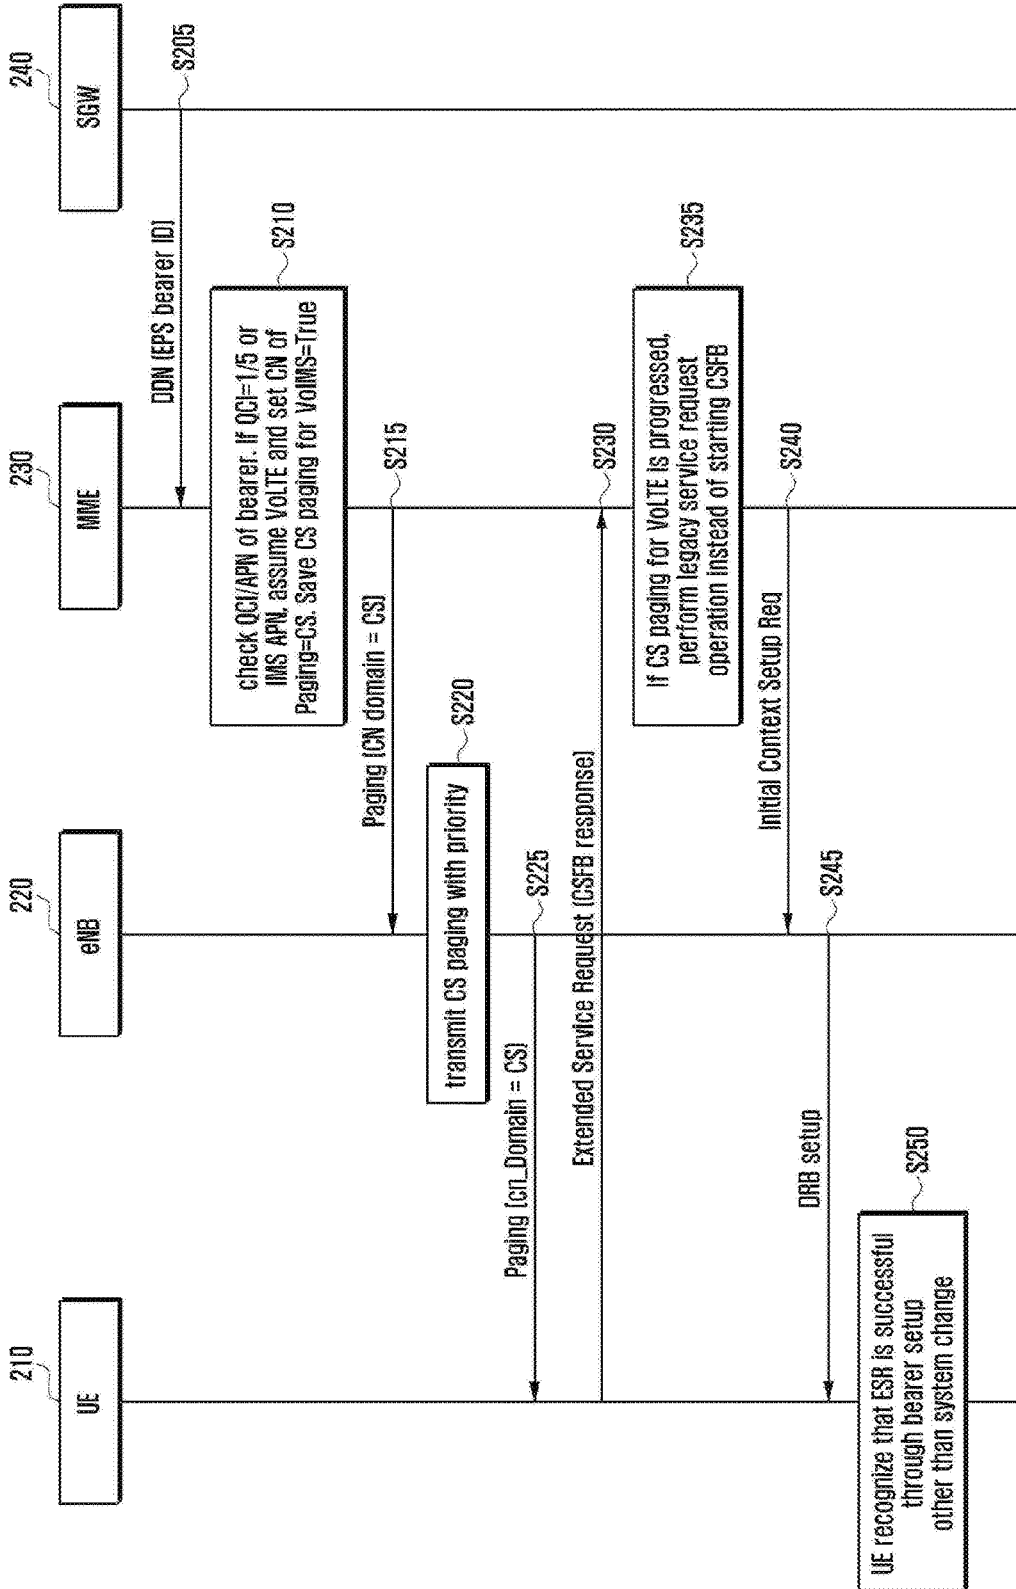 210
220
230
240
UE
eNB
MME
SGW
DDN (EPS bearer ID)
S205
S210
check QCI/APN of bearer. If QCI=1/5 or
IMS APN, assume VoLTE and set CN of
Paging=CS. Save CS paging for VoIMS=True
Paging (CN domain = CS)
S215
S220
transmit CS paging with priority
Paging (cn_Domain = CS)
S225
Extended Service Request (CSFB response)
S230
S235
If CS paging for VoLTE is progressed,
perform legacy service request
operation instead of starting CSFB
Initial Context Setup Req
S240
DRB setup
S245
S250
UE recognize that ESR is successful
through bearer setup
other than system change